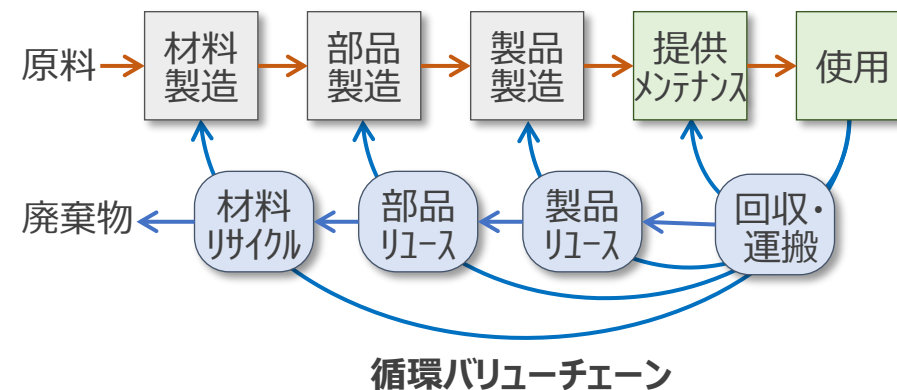 原料
材料
製造
部品
製造
製品
製造
提供
メンテナンス
使用
廃棄物
材料
リサイクル
部品
リユース
製品
リユース
回収・
運搬
循環バリューチェーン